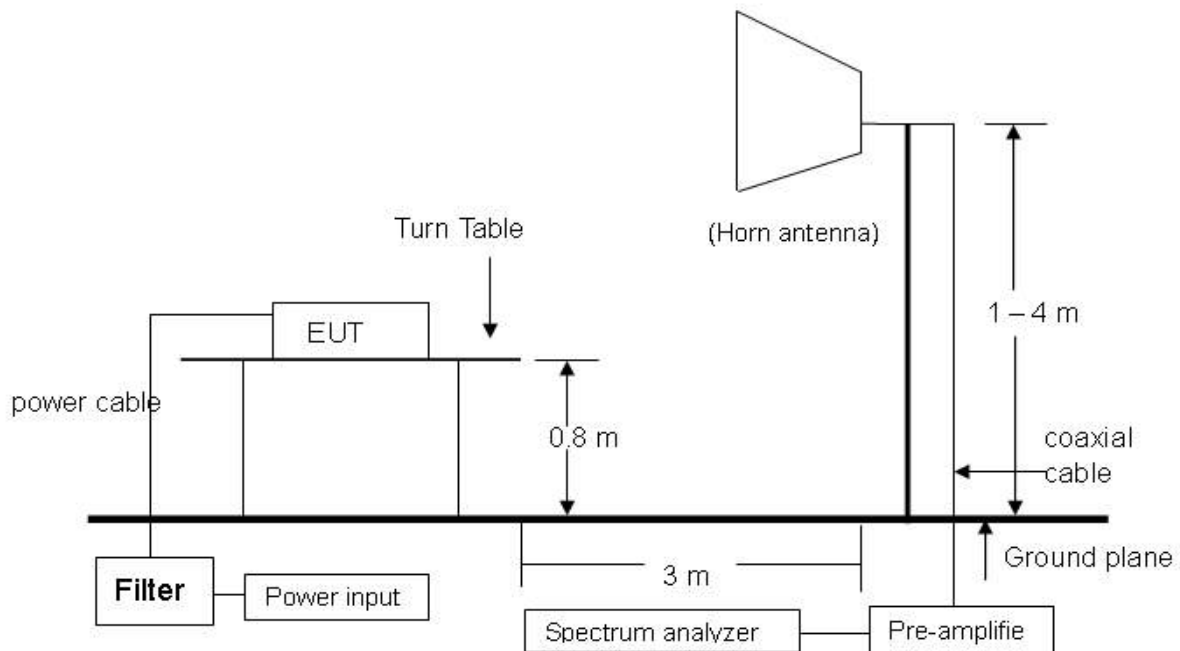 (Horn antenna)
Turn Table
1 – 4 m
EUT
power cable
0.8 m
coaxial
cable
Ground plane
3 m
Filter
Power input
Spectrum analyzer
Pre-amplifie